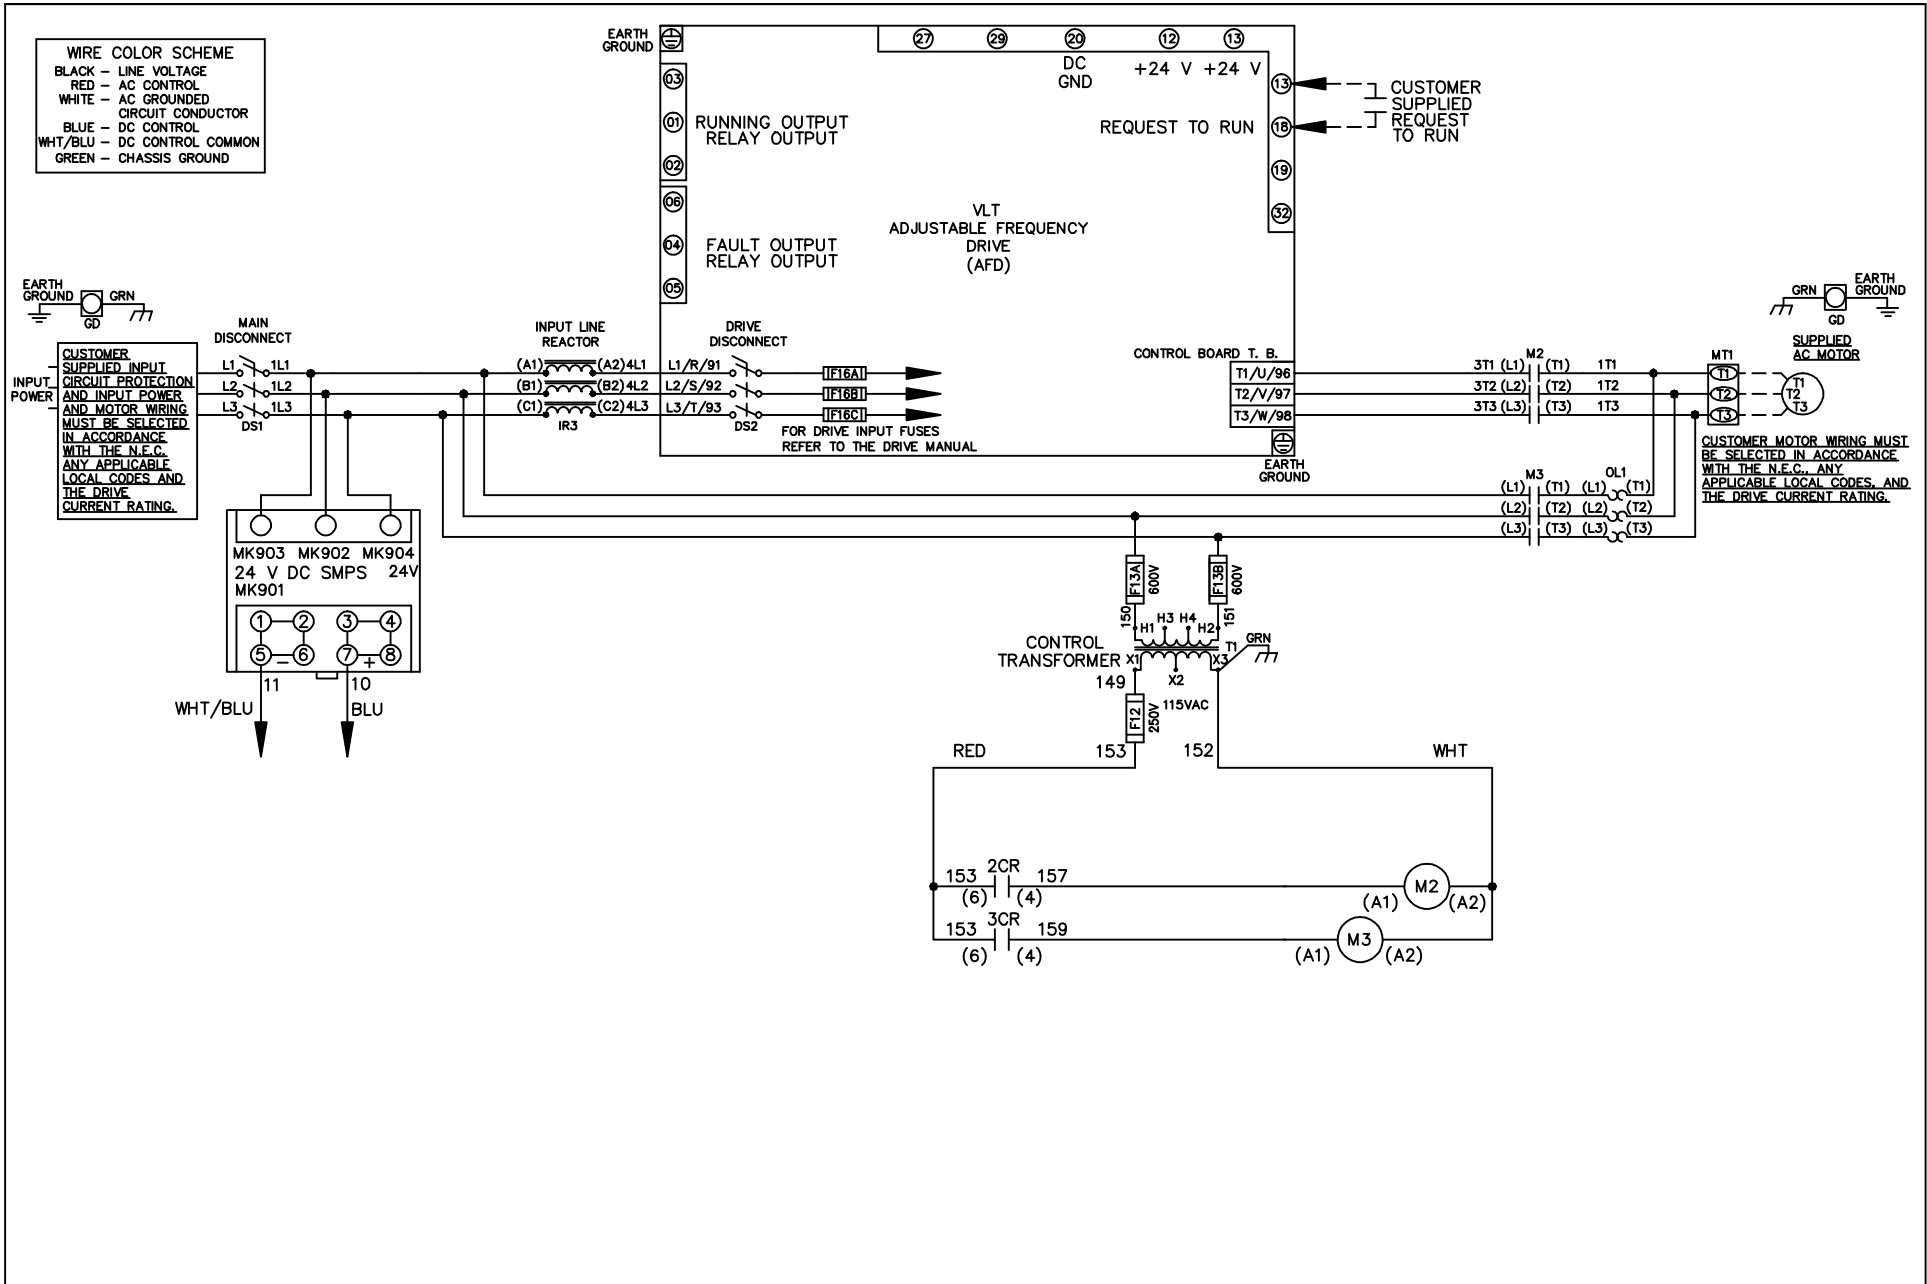 WIRE COLOR SCHEME
BLACK – LINE VOLTAGE
RED – AC CONTROL
WHITE – AC GROUNDED
CIRCUIT CONDUCTOR
BLUE – DC CONTROL
WHT/BLU – DC CONTROL COMMON
GREEN – CHASSIS GROUND
EARTH
GROUND
27 29 20 12 13
DC
GND
+24 V +24 V
03
01
02
RUNNING OUTPUT
RELAY OUTPUT
06
04
05
FAULT OUTPUT
RELAY OUTPUT
VLT
ADJUSTABLE FREQUENCY
DRIVE
(AFD)
REQUEST TO RUN
13
18
19
32
CUSTOMER
SUPPLIED
REQUEST
TO RUN
EARTH
GROUND
GRN
GD
INPUT
POWER
CUSTOMER
SUPPLIED INPUT
CIRCUIT PROTECTION
AND INPUT POWER
AND MOTOR WIRING
MUST BE SELECTED
IN ACCORDANCE
WITH THE N.E.C.
ANY APPLICABLE
LOCAL CODES AND
THE DRIVE
CURRENT RATING.
MAIN
DISCONNECT
L1 1L1
L2 1L2
L3 1L3
DS1
INPUT LINE
REACTOR
(A1) (A2) 4L1
(B1) (B2) 4L2
(C1) (C2) 4L3
IR3
DRIVE
DISCONNECT
L1/R/91
L2/S/92
L3/T/93
DS2
F16A
F16B
F16C
FOR DRIVE INPUT FUSES
REFER TO THE DRIVE MANUAL
CONTROL BOARD T. B.
T1/U/96
T2/V/97
T3/W/98
EARTH
GROUND
M2
3T1 (L1) (T1) 1T1
3T2 (L2) (T2) 1T2
3T3 (L3) (T3) 1T3
MT1
T1
T2
T3
GRN
GD
EARTH
GROUND
SUPPLIED
AC MOTOR
T1
T2
T3
CUSTOMER MOTOR WIRING MUST
BE SELECTED IN ACCORDANCE
WITH THE N.E.C., ANY
APPLICABLE LOCAL CODES, AND
THE DRIVE CURRENT RATING.
M3 OL1
(L1) (T1) (L1) (T1)
(L2) (T2) (L2) (T2)
(L3) (T3) (L3) (T3)
MK903 MK902 MK904
24 V DC SMPS 24V
MK901
1 2 3 4
5 – 6 7 + 8
11 10
WHT/BLU BLU
F13A 600V
F13B 600V
150 151
H1 H3 H4 H2
CONTROL
TRANSFORMER
T1
GRN
X1 X2 X3
149
F12 250V
115VAC
RED 153 152 WHT
2CR
153 157
(6) (4)
M2
(A1) (A2)
3CR
153 159
(6) (4)
M3
(A1) (A2)